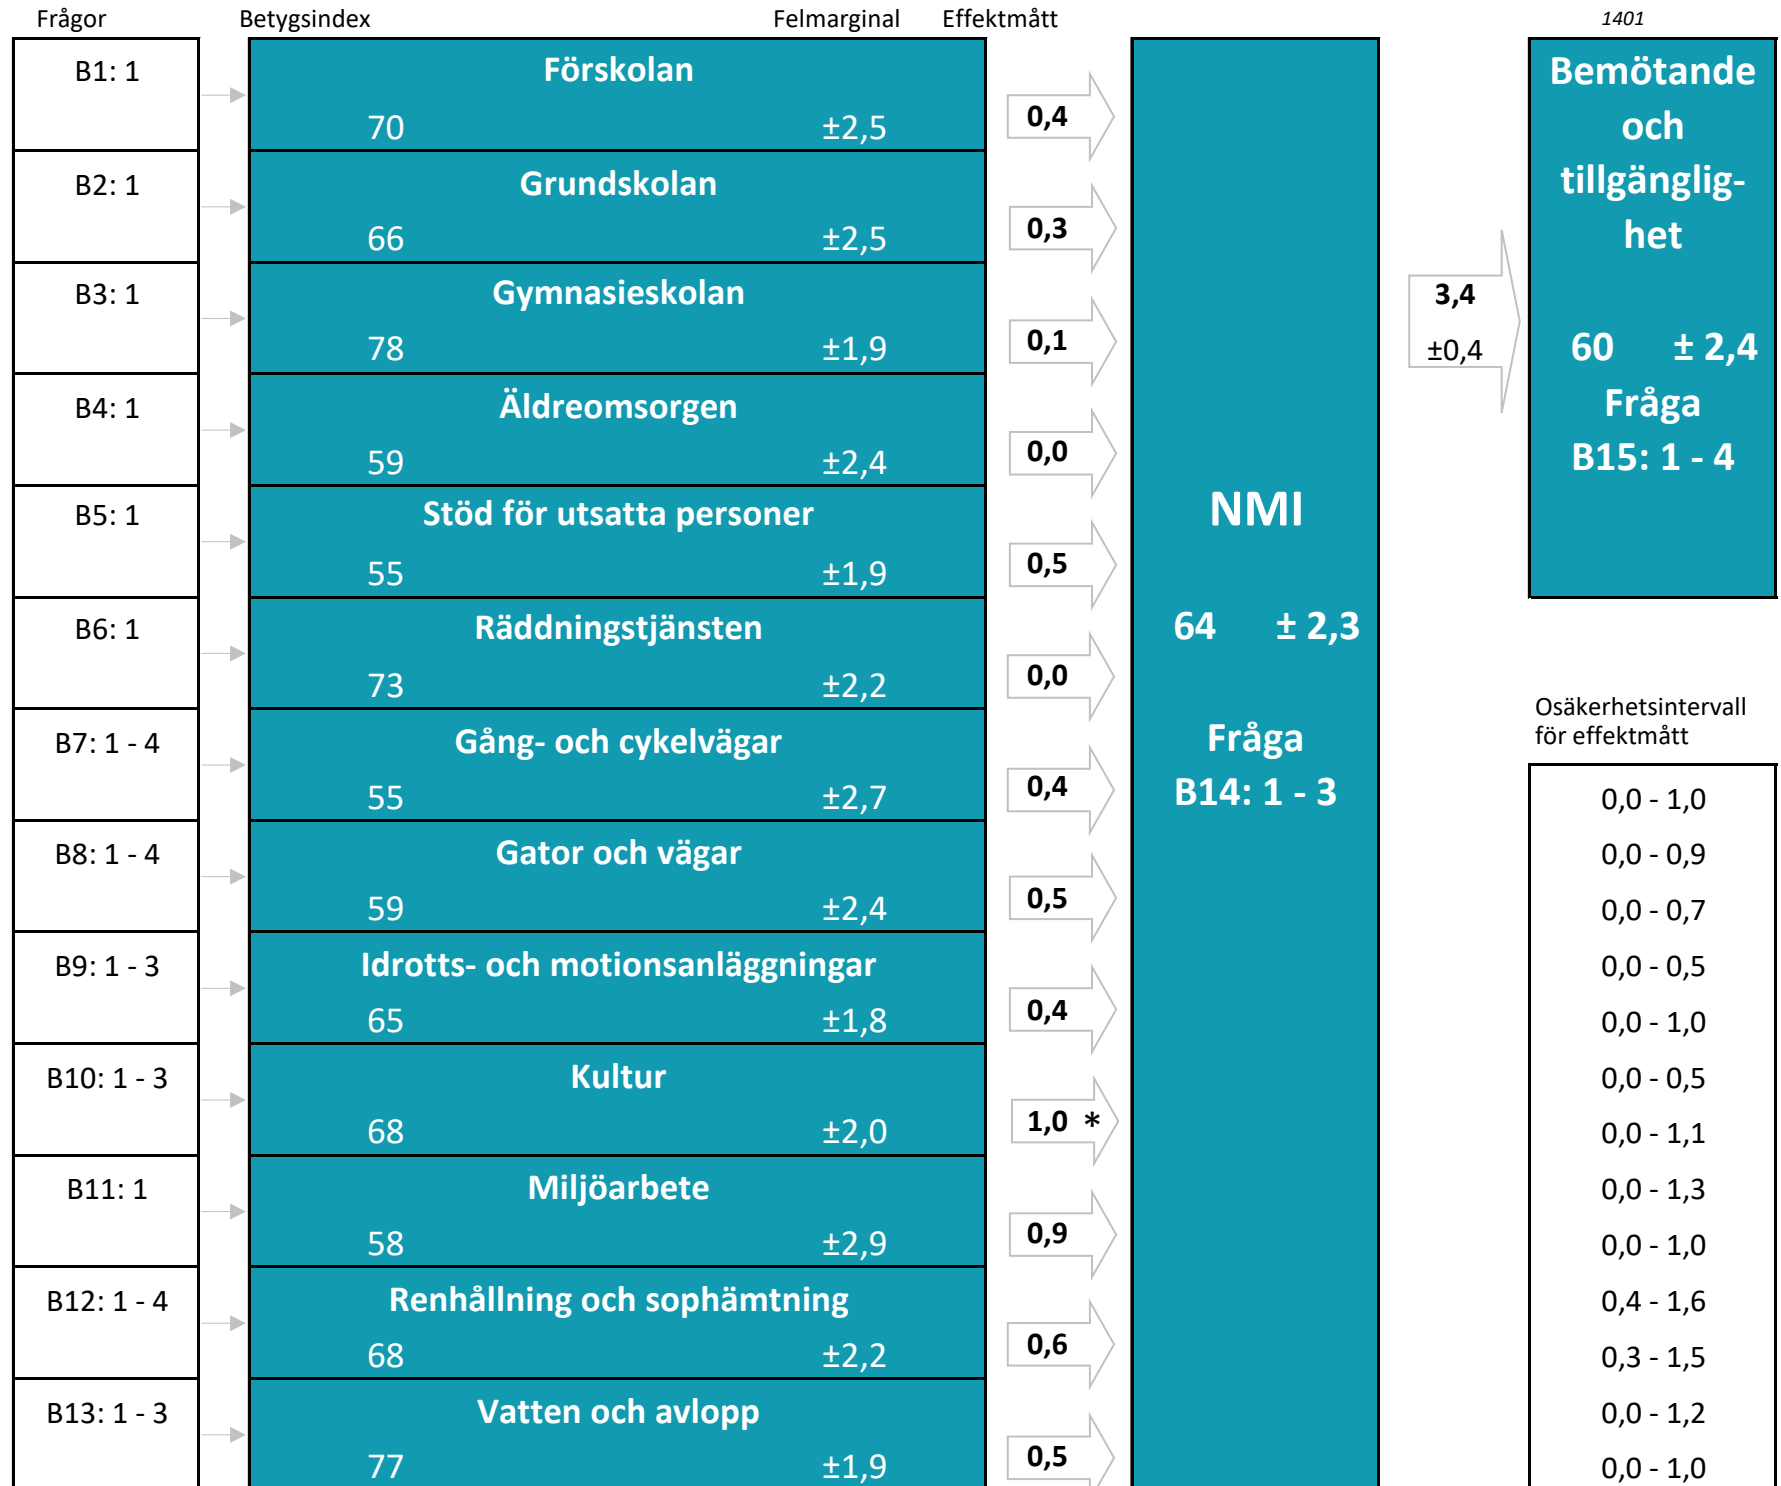 Frågor Betygsindex Felmarginal Effektmått 1401
B1: 1
Förskolan
70 ±2,5
0,4
B2: 1
Grundskolan
66 ±2,5
0,3
B3: 1
Gymnasieskolan
78 ±1,9
0,1
B4: 1
Äldreomsorgen
59 ±2,4
0,0
B5: 1
Stöd för utsatta personer
55 ±1,9
0,5
B6: 1
Räddningstjänsten
73 ±2,2
0,0
B7: 1 - 4
Gång- och cykelvägar
55 ±2,7
0,4
B8: 1 - 4
Gator och vägar
59 ±2,4
0,5
B9: 1 - 3
Idrotts- och motionsanläggningar
65 ±1,8
0,4
B10: 1 - 3
Kultur
68 ±2,0
1,0 *
B11: 1
Miljöarbete
58 ±2,9
0,9
B12: 1 - 4
Renhållning och sophämtning
68 ±2,2
0,6
B13: 1 - 3
Vatten och avlopp
77 ±1,9
0,5
NMI
64 ± 2,3
Fråga
B14: 1 - 3
3,4
±0,4
Bemötande
och
tillgänglig-
het
60 ± 2,4
Fråga
B15: 1 - 4
Osäkerhetsintervall
för effektmått
0,0 - 1,0
0,0 - 0,9
0,0 - 0,7
0,0 - 0,5
0,0 - 1,0
0,0 - 0,5
0,0 - 1,1
0,0 - 1,3
0,0 - 1,0
0,4 - 1,6
0,3 - 1,5
0,0 - 1,2
0,0 - 1,0